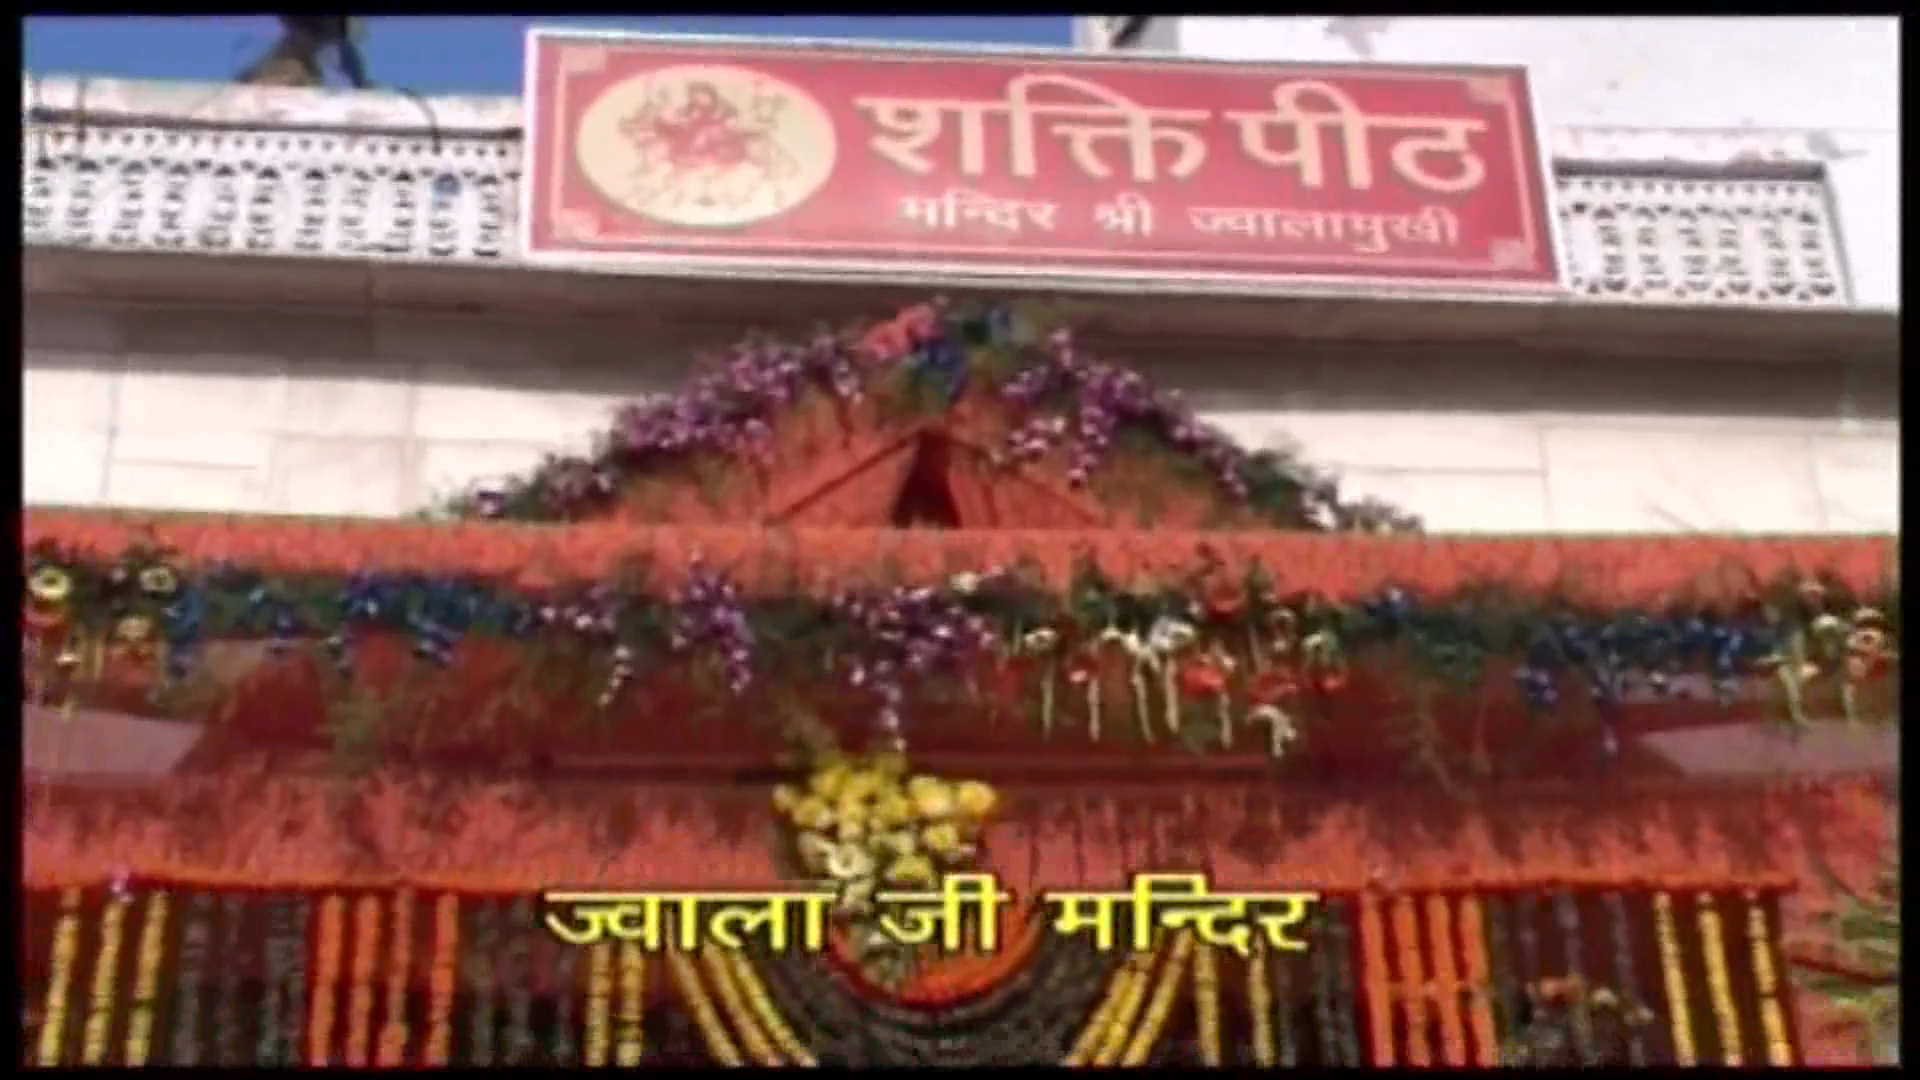 शक्ति पीठ
मन्दिर श्री ज्वालामुखी
ज्वाला जी मन्दिर